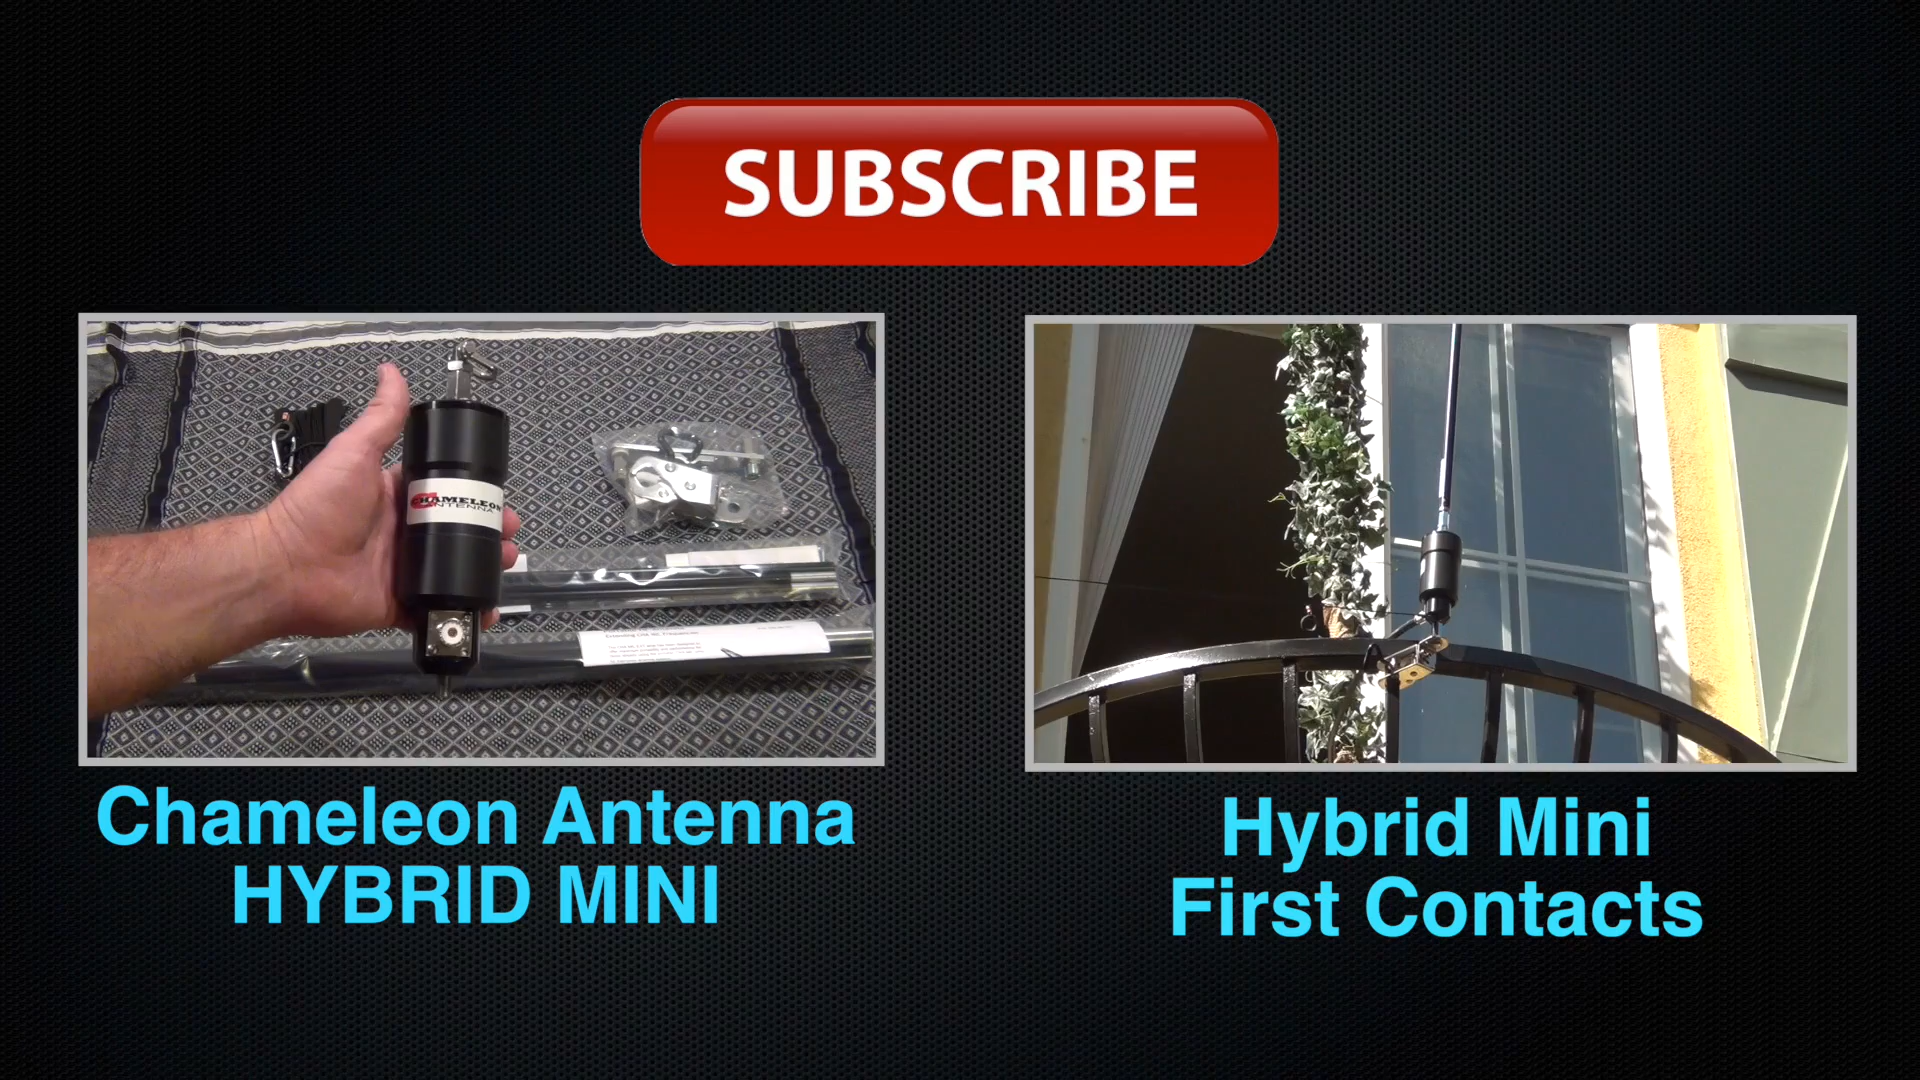 SUBSCRIBE
CHAMELEON
ANTENNA
Chameleon Antenna
HYBRID MINI
Hybrid Mini
First Contacts